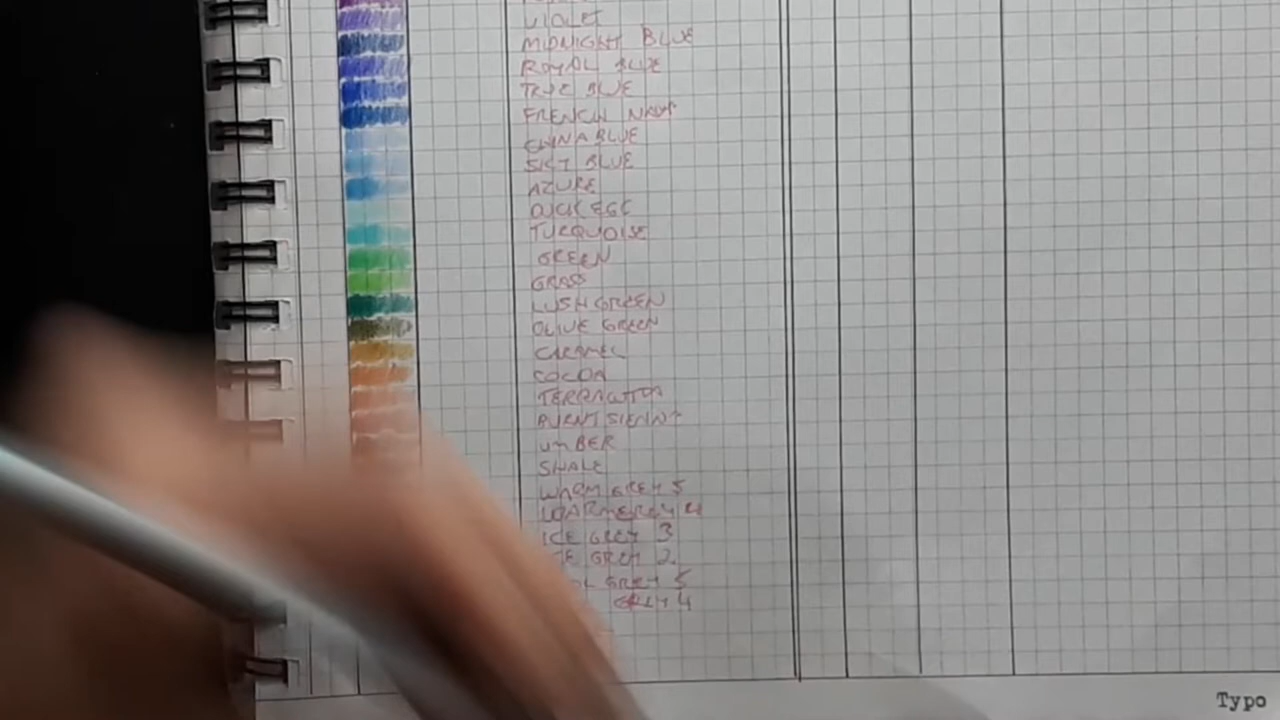 VIOLET
MIDNIGHT BLUE
ROYAL BLUE
TRUE BLUE
FRENCH NAVY
CHINA BLUE
SKY BLUE
AZURE
DUCK EGG
TURQUOISE
GREEN
GRASS
LUSH GREEN
OLIVE GREEN
CARAMEL
COCOA
TERRACOTTA
BURNT SIENNA
UMBER
SHALE
WARM GREY 5
WARM GREY 4
ICE GREY 3
GREY 2
GREY 5
GREY 4
Typo